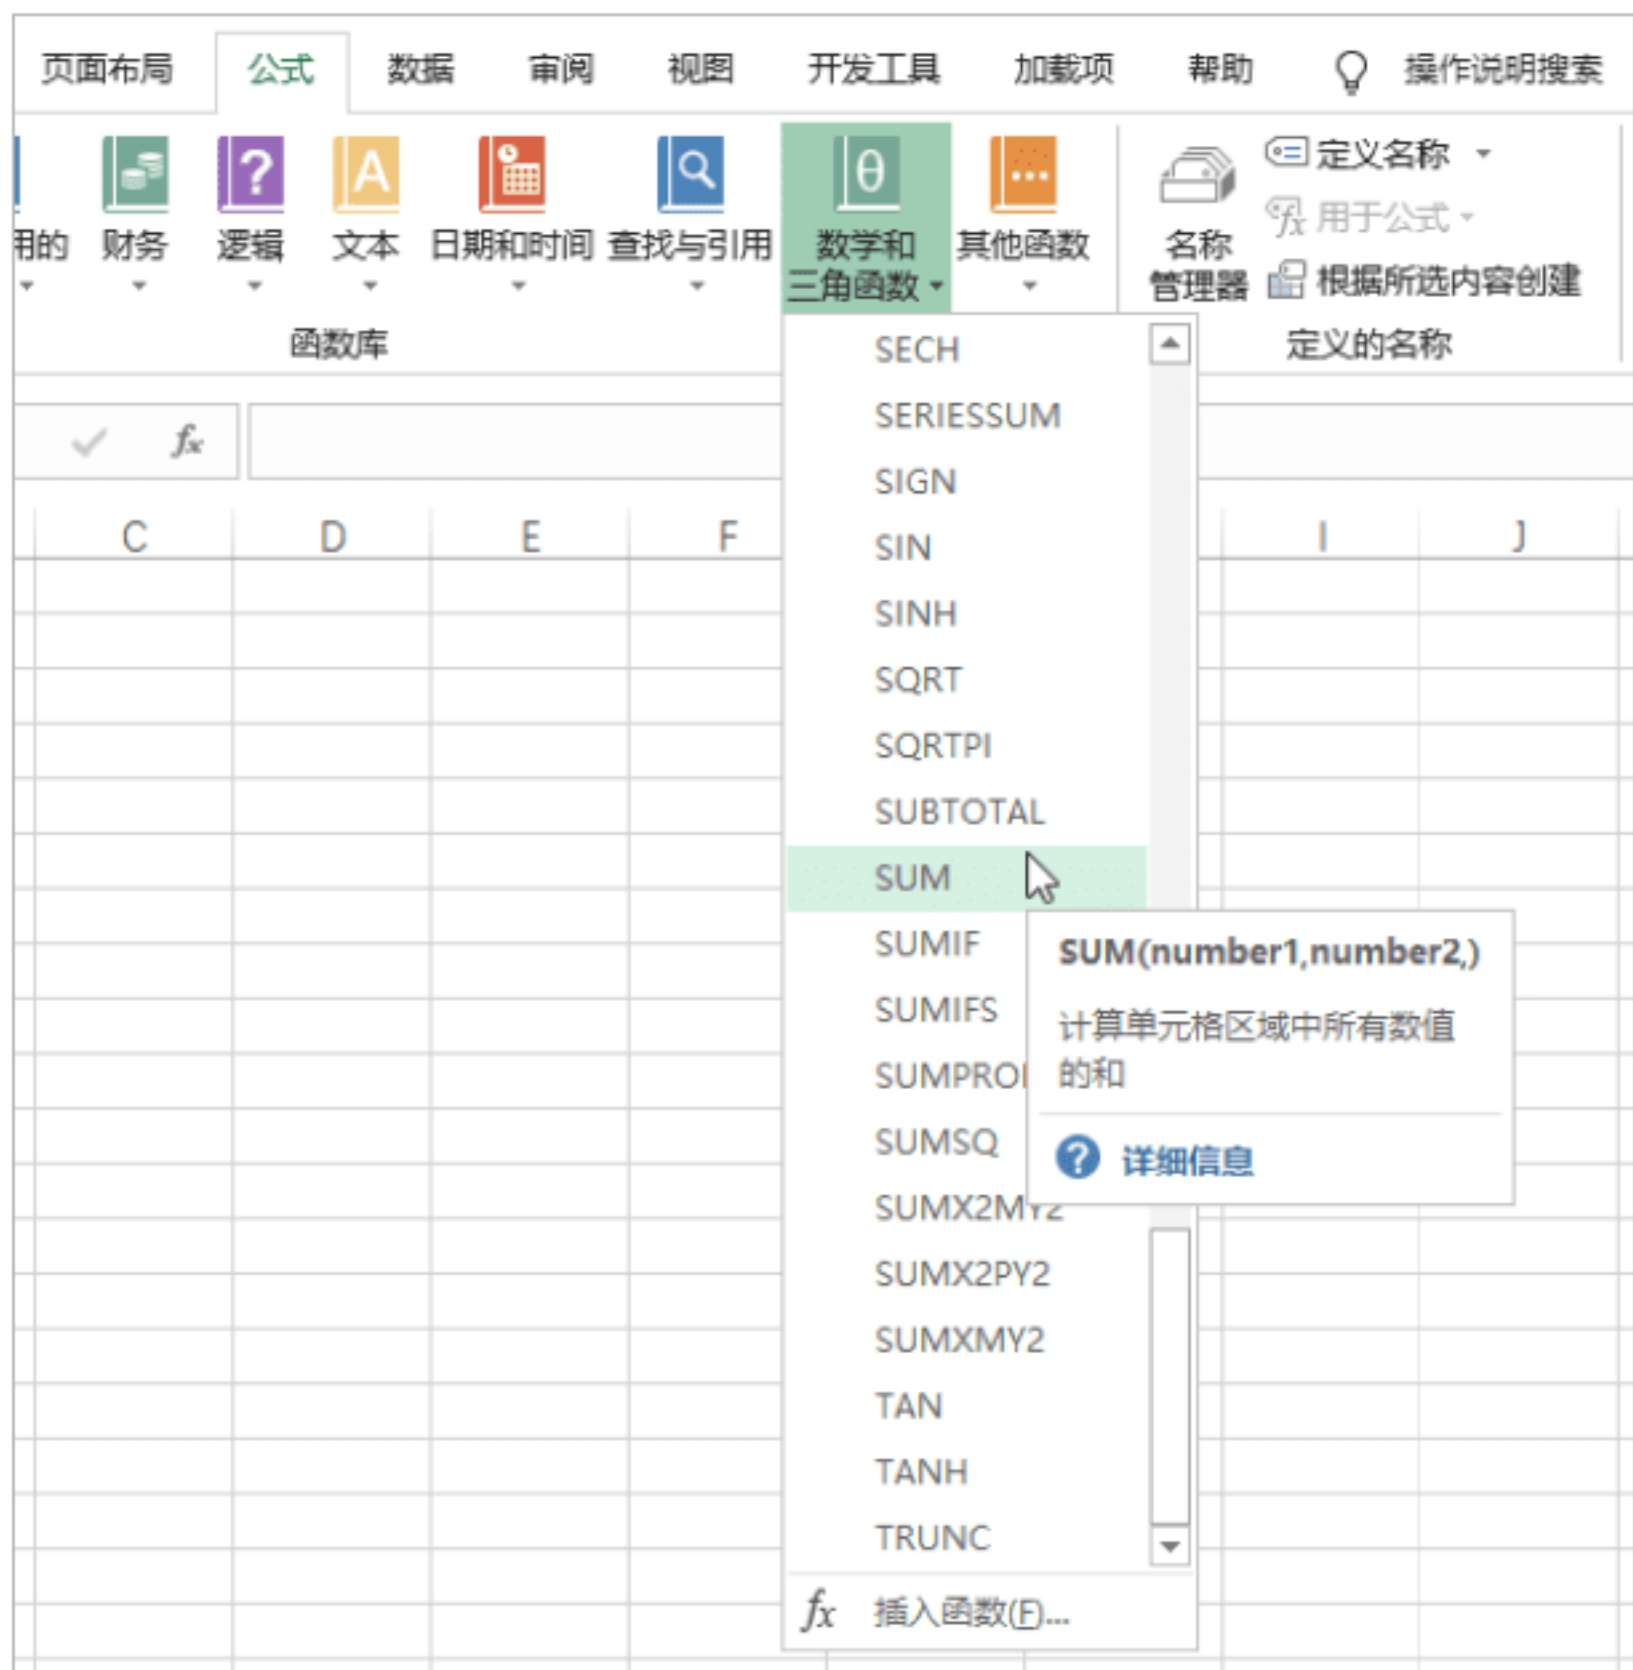 页面布局 公式 数据 审阅 视图 开发工具 加载项 帮助 操作说明搜索
用的 财务 逻辑 文本 日期和时间 查找与引用 数学和三角函数 其他函数
函数库
名称管理器
定义名称
用于公式
根据所选内容创建
定义的名称
fx
C D E F I J
SECH
SERIESSUM
SIGN
SIN
SINH
SQRT
SQRTPI
SUBTOTAL
SUM
SUMIF
SUMIFS
SUMPRO
SUMSQ
SUMX2MY2
SUMX2PY2
SUMXMY2
TAN
TANH
TRUNC
fx 插入函数(F)...
SUM(number1,number2,)
计算单元格区域中所有数值
的和
详细信息